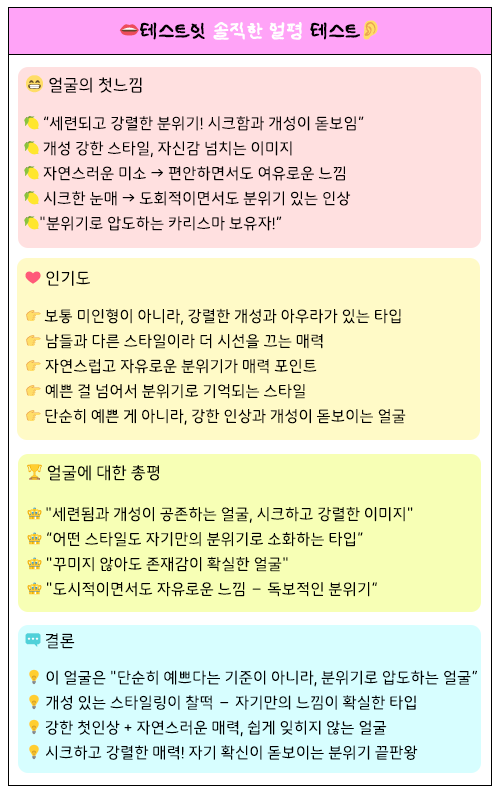 테스트힛 솔직한 얼평 테스트
얼굴의 첫느낌
“세련되고 강렬한 분위기! 시크함과 개성이 돋보임”
개성 강한 스타일, 자신감 넘치는 이미지
자연스러운 미소 → 편안하면서도 여유로운 느낌
시크한 눈매 → 도회적이면서도 분위기 있는 인상
"분위기로 압도하는 카리스마 보유자!”
인기도
보통 미인형이 아니라, 강렬한 개성과 아우라가 있는 타입
남들과 다른 스타일이라 더 시선을 끄는 매력
자연스럽고 자유로운 분위기가 매력 포인트
예쁜 걸 넘어서 분위기로 기억되는 스타일
단순히 예쁜 게 아니라, 강한 인상과 개성이 돋보이는 얼굴
얼굴에 대한 총평
"세련됨과 개성이 공존하는 얼굴, 시크하고 강렬한 이미지"
“어떤 스타일도 자기만의 분위기로 소화하는 타입”
"꾸미지 않아도 존재감이 확실한 얼굴"
"도시적이면서도 자유로운 느낌 – 독보적인 분위기”
결론
이 얼굴은 "단순히 예쁘다는 기준이 아니라, 분위기로 압도하는 얼굴”
개성 있는 스타일링이 찰떡 – 자기만의 느낌이 확실한 타입
강한 첫인상 + 자연스러운 매력, 쉽게 잊히지 않는 얼굴
시크하고 강렬한 매력! 자기 확신이 돋보이는 분위기 끝판왕